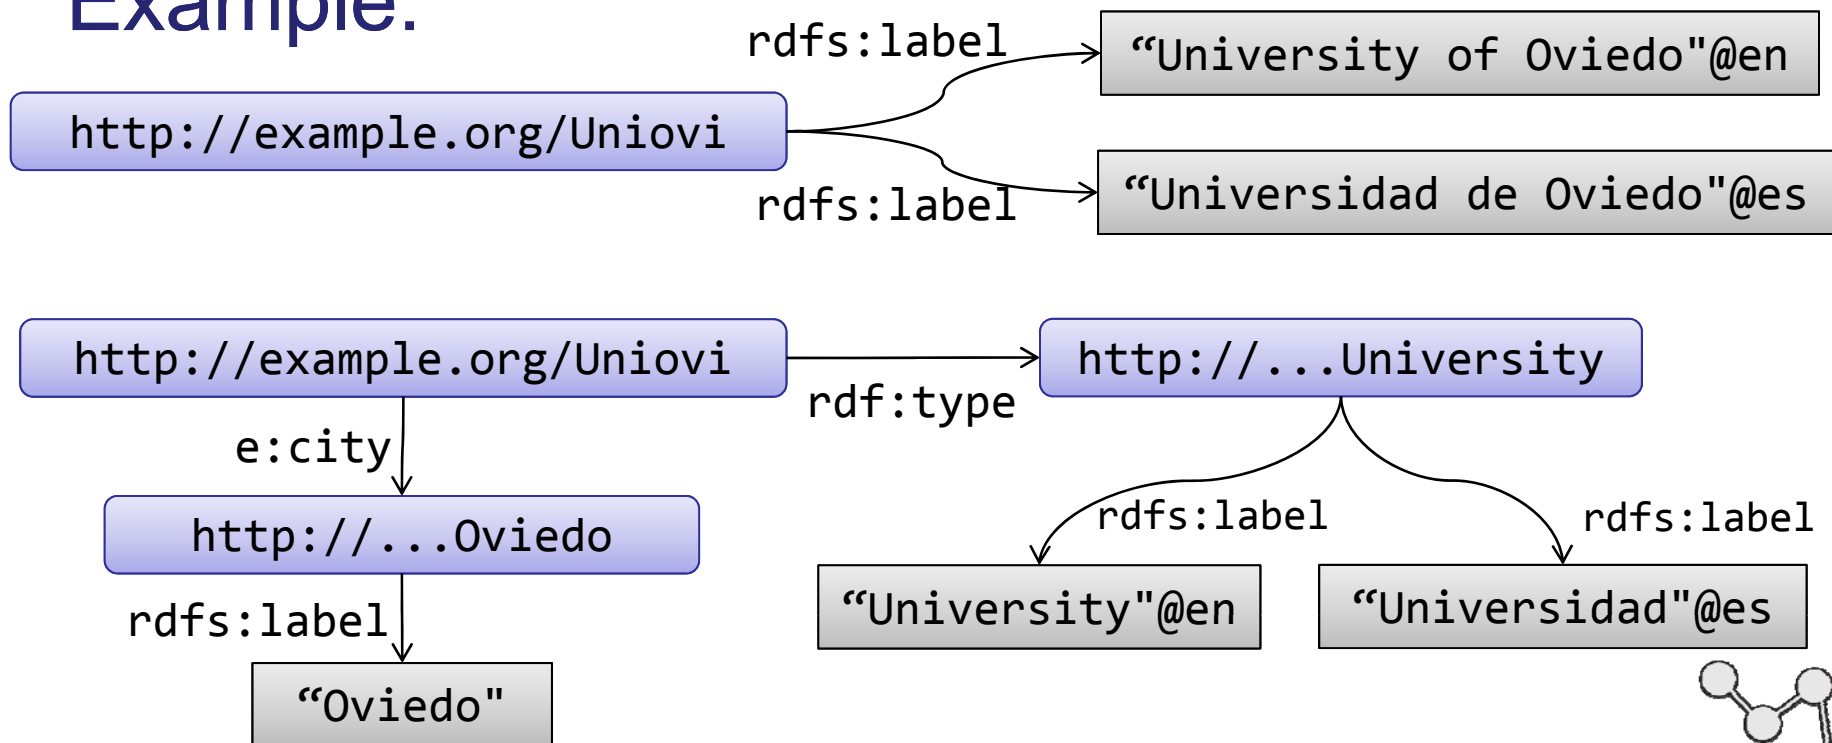 Example:
rdfs:label
“University of Oviedo"@en
http://example.org/Uniovi
rdfs:label
“Universidad de Oviedo"@es
http://example.org/Uniovi
rdf:type
http://...University
e:city
http://...Oviedo
rdfs:label
rdfs:label
“University"@en
“Universidad"@es
rdfs:label
“Oviedo"